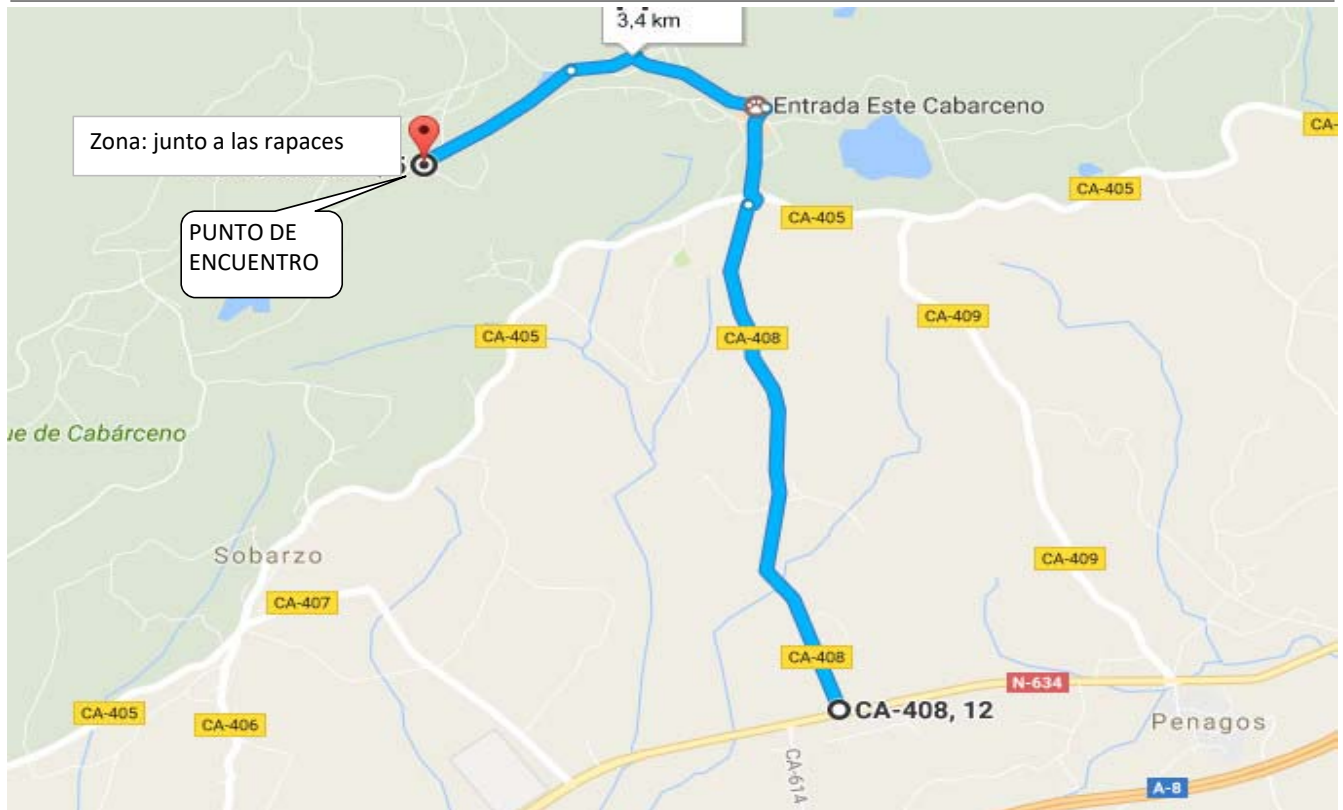 3,4 km
Entrada Este Cabarceno
CA-
Zona: junto a las rapaces
PUNTO DE
ENCUENTRO
CA-405
CA-405
CA-409
CA-405
CA-408
ue de Cabárceno
Sobarzo
CA-409
CA-407
CA-408
N-634
CA-408, 12
CA-405
CA-406
Penagos
CA-61A
A-8